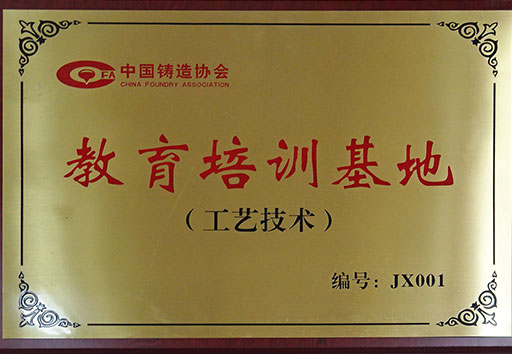 CFA 中国铸造协会
CHINA FOUNDRY ASSOCIATION
教育培训基地
（工艺技术）
编号：JX001